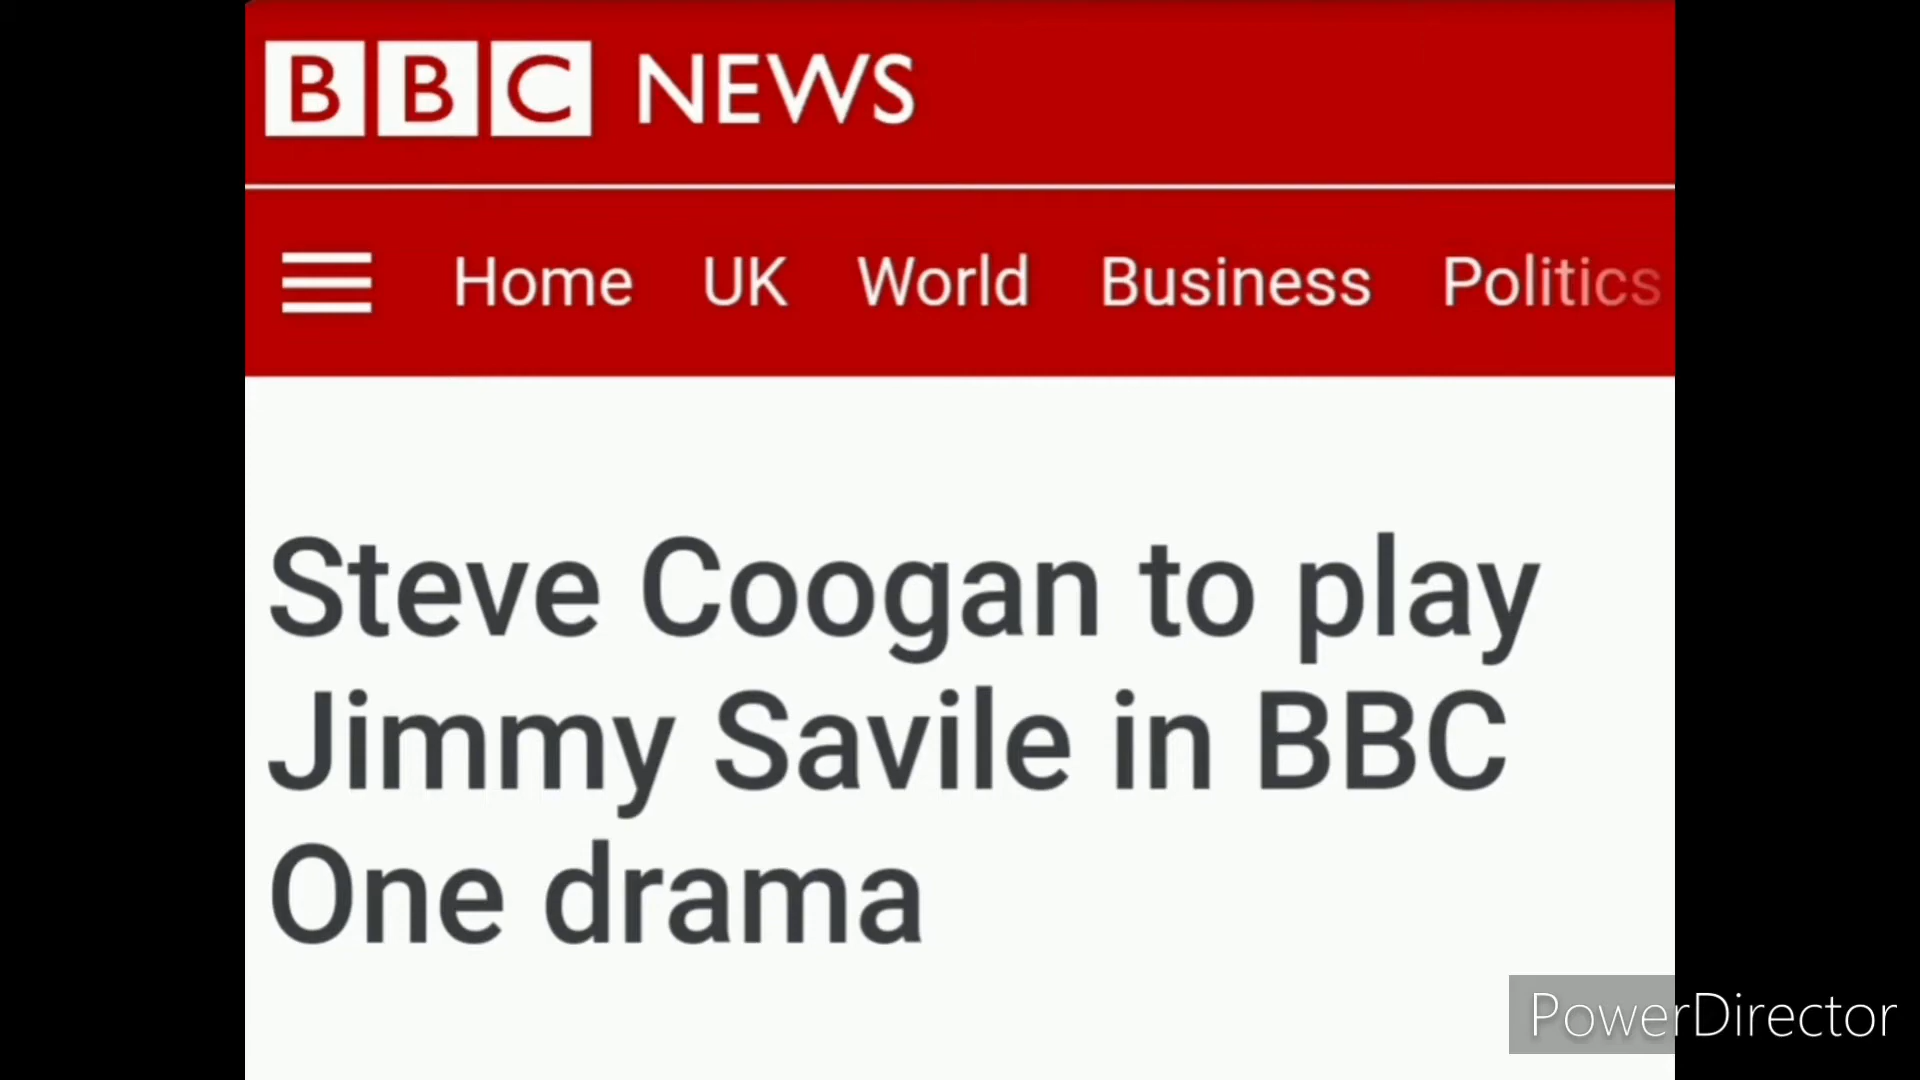 BBC NEWS
Home UK World Business Politics
Steve Coogan to play
Jimmy Savile in BBC
One drama
PowerDirector